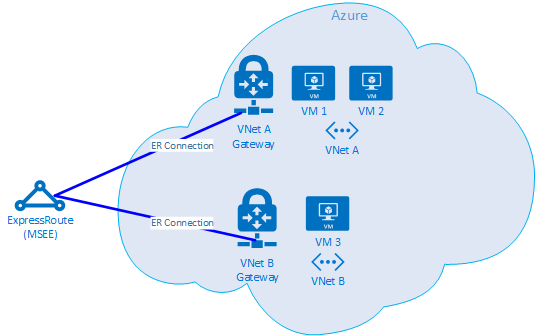 Azure
VM
VM
VM 1
VM 2
VNet A
Gateway
VNet A
ER Connection
ExpressRoute
(MSEE)
ER Connection
VM
VM 3
VNet B
Gateway
VNet B